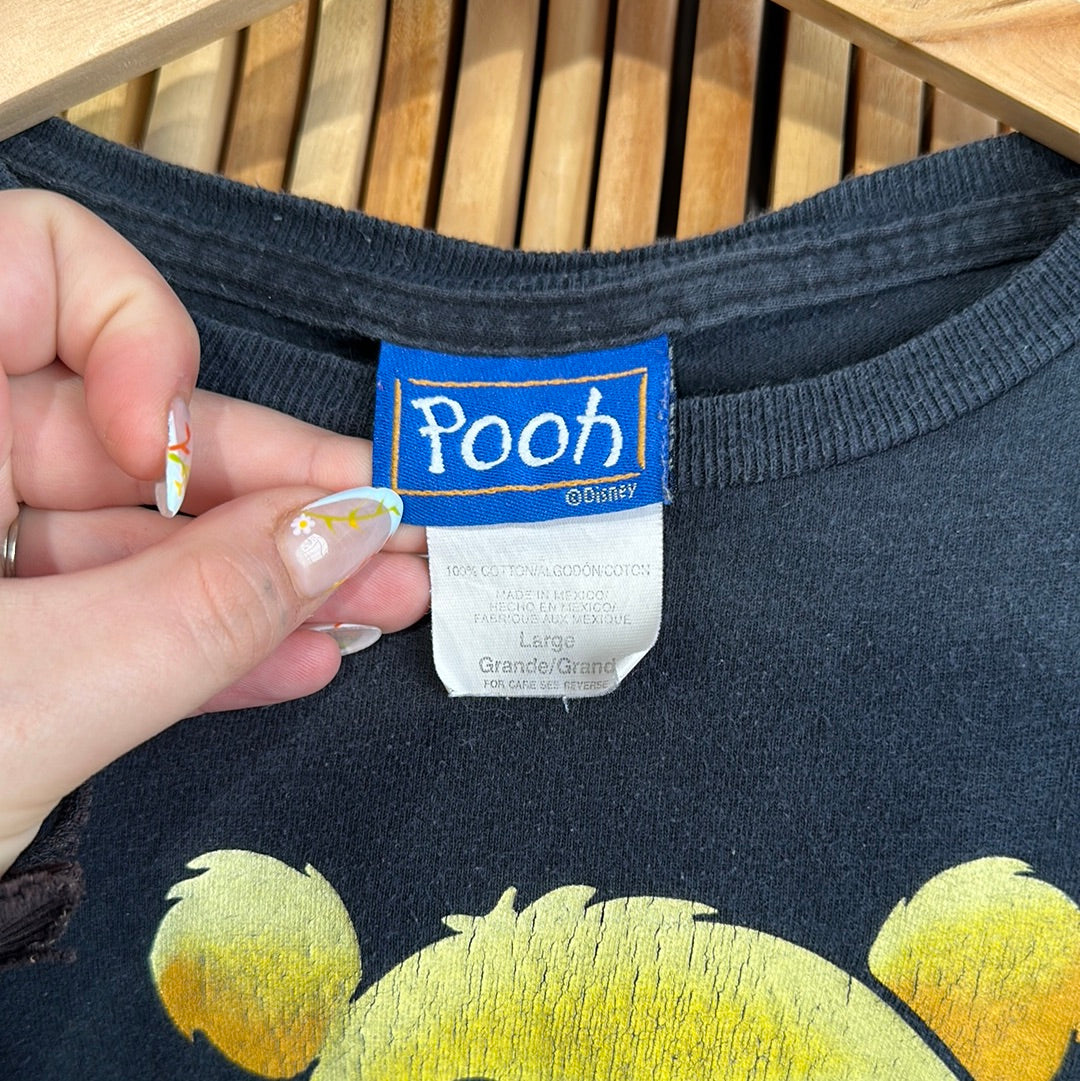 Pooh
©Disney
100% COTTON/ALGODÓN/COTON
MADE IN MEXICO/
HECHO EN MEXICO/
FABRIQUE AUX MEXIQUE
Large
Grande/Grand
FOR CARE SEE REVERSE